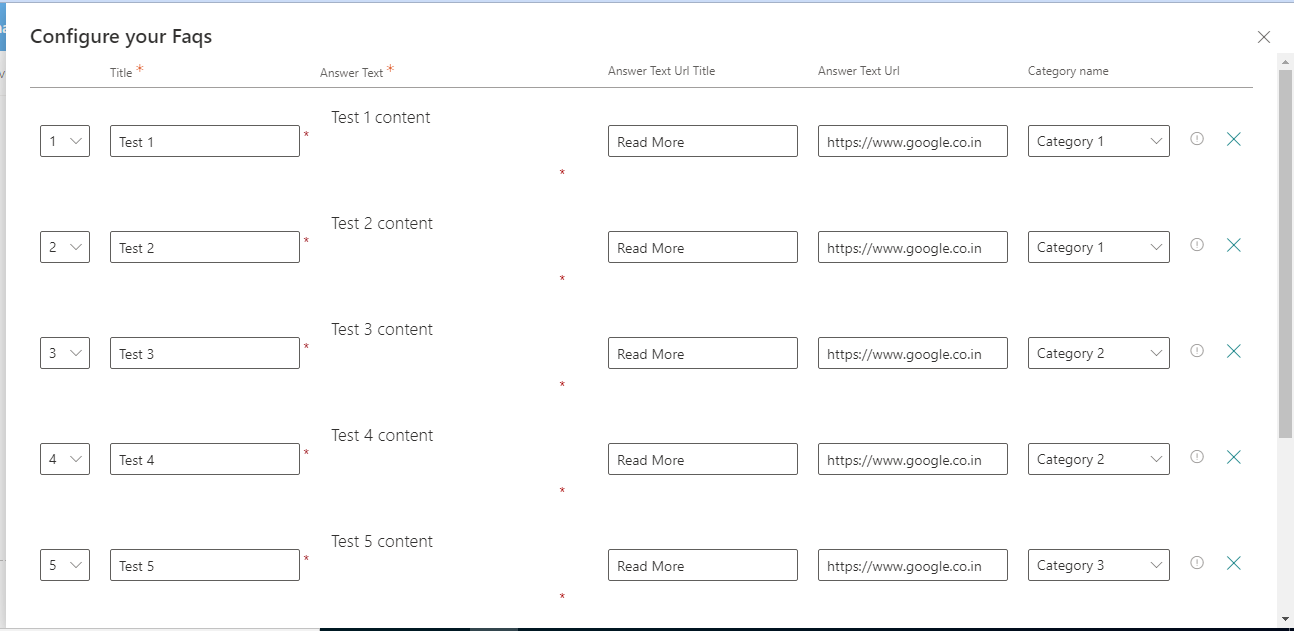 Configure your Faqs
Title * Answer Text * Answer Text Url Title Answer Text Url Category name
Test 1 content
1 Test 1 * Read More https://www.google.co.in Category 1
*
Test 2 content
2 Test 2 * Read More https://www.google.co.in Category 1
*
Test 3 content
3 Test 3 * Read More https://www.google.co.in Category 2
*
Test 4 content
4 Test 4 * Read More https://www.google.co.in Category 2
*
Test 5 content
5 Test 5 * Read More https://www.google.co.in Category 3
*